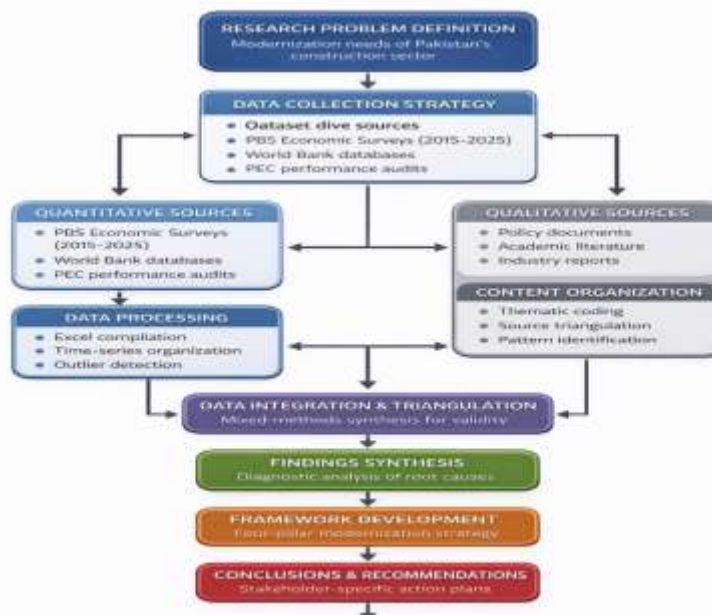 RESEARCH PROBLEM DEFINITION
Modernization needs of Pakistan's
construction sector
DATA COLLECTION STRATEGY
Dataset dive sources
PBS Economic Surveys (2015–2025)
World Bank databases
PEC performance audits
QUANTITATIVE SOURCES
PBS Economic Surveys
(2015–2025)
World Bank databases
PEC performance audits
QUALITATIVE SOURCES
Policy documents
Academic literature
Industry reports
CONTENT ORGANIZATION
Thematic coding
Source triangulation
Pattern identification
DATA PROCESSING
Excel compilation
Time-series organization
Outlier detection
DATA INTEGRATION & TRIANGULATION
Mixed-methods synthesis for validity
FINDINGS SYNTHESIS
Diagnostic analysis of root causes
FRAMEWORK DEVELOPMENT
Four-pilar modernization strategy
CONCLUSIONS & RECOMMENDATIONS
Stakeholder-specific action plans